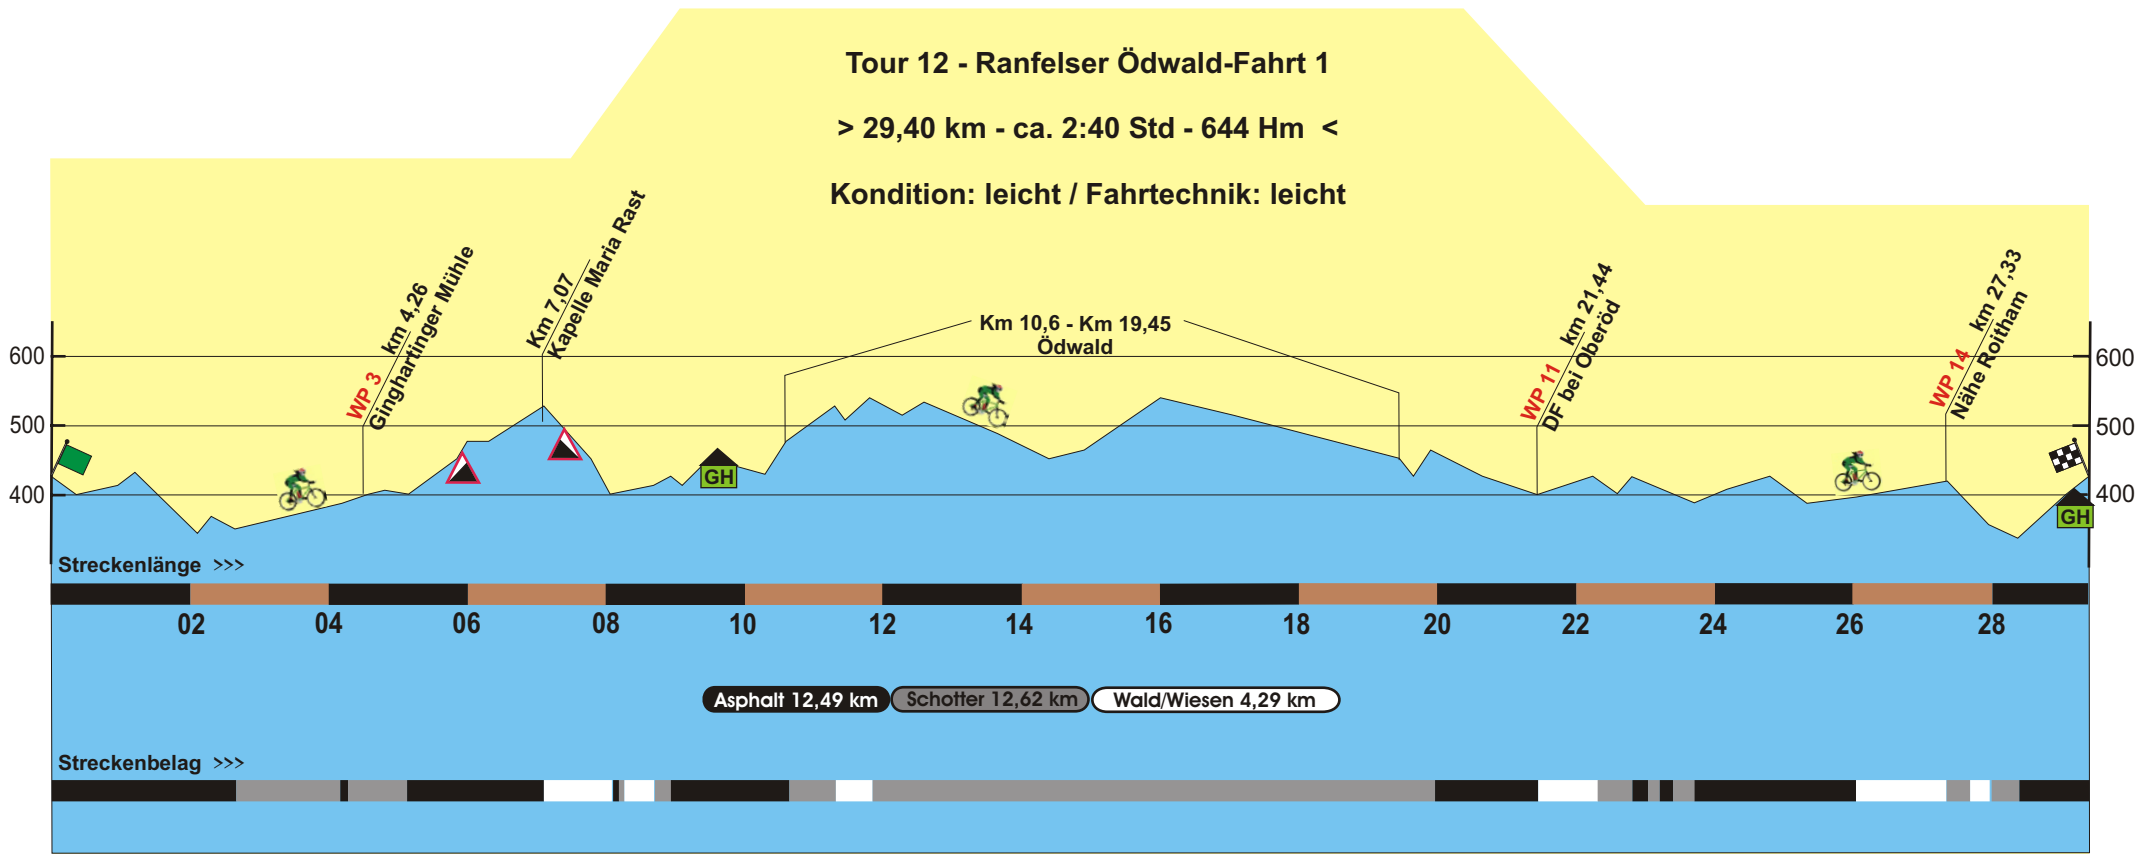 Tour 12 - Ranfelser Ödwald-Fahrt 1
> 29,40 km - ca. 2:40 Std - 644 Hm <
Kondition: leicht / Fahrtechnik: leicht
WP 3 km 4,26
Ginghartinger Mühle
Km 7,07
Kapelle Maria Rast
Km 10,6 - Km 19,45
Ödwald
WP 11 km 21,44
DF bei Oberöd
WP 14 km 27,33
Nähe Roitham
600 600
500 500
400 400
GH
GH
Streckenlänge >>>
02 04 06 08 10 12 14 16 18 20 22 24 26 28
Asphalt 12,49 km Schotter 12,62 km Wald/Wiesen 4,29 km
Streckenbelag >>>